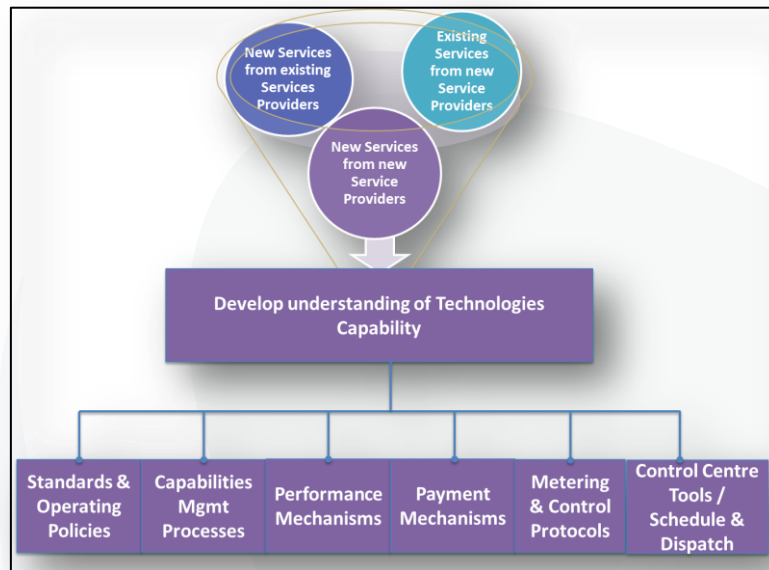 New Services
from existing
Services
Providers
Existing
Services
from new
Service
Providers
New Services
from new
Service
Providers
Develop understanding of Technologies
Capability
Standards &
Operating
Policies
Capabilities
Mgmt
Processes
Performance
Mechanisms
Payment
Mechanisms
Metering
& Control
Protocols
Control Centre
Tools /
Schedule &
Dispatch